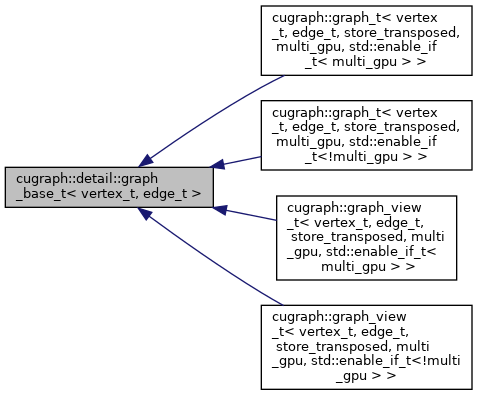 cugraph::graph_t< vertex
_t, edge_t, store_transposed,
multi_gpu, std::enable_if
_t< multi_gpu > >
cugraph::graph_t< vertex
_t, edge_t, store_transposed,
multi_gpu, std::enable_if
_t<!multi_gpu > >
cugraph::detail::graph
_base_t< vertex_t, edge_t >
cugraph::graph_view
_t< vertex_t, edge_t,
store_transposed, multi
_gpu, std::enable_if_t<
multi_gpu > >
cugraph::graph_view
_t< vertex_t, edge_t,
store_transposed, multi
_gpu, std::enable_if_t<!multi
_gpu > >